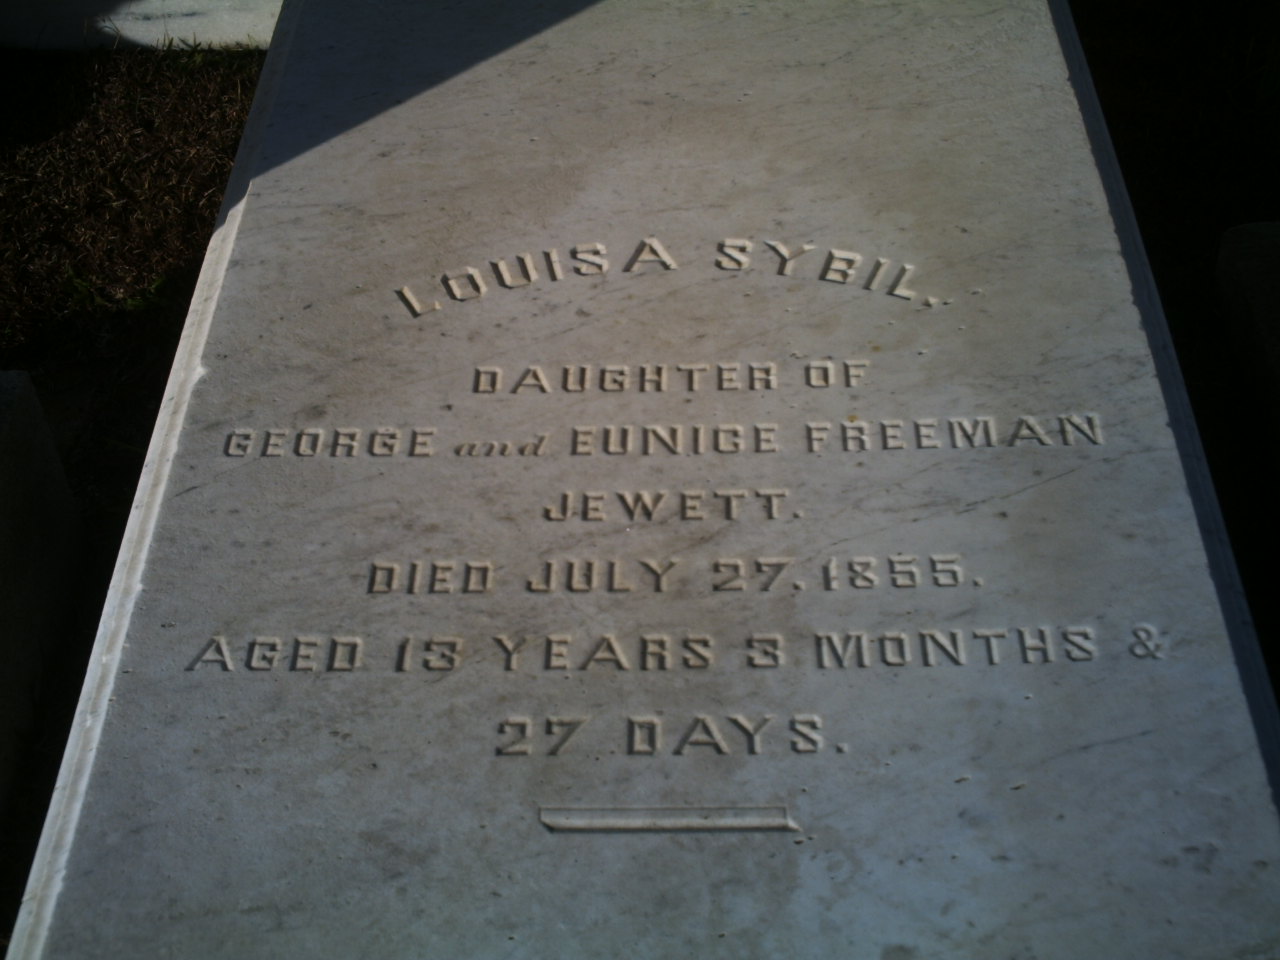 LOUISA SYBIL.
DAUGHTER OF
GEORGE and EUNICE FREEMAN
JEWETT.
DIED JULY 27. 1855.
AGED 13 YEARS 3 MONTHS &
27 DAYS.